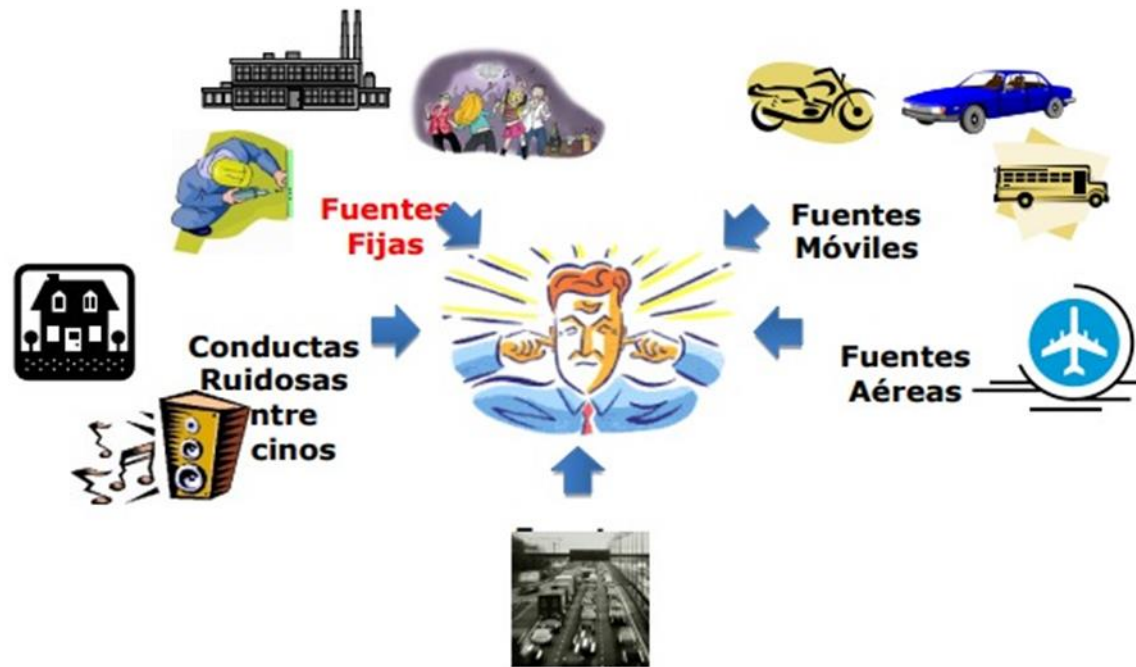 Fuentes
Fijas
Fuentes
Móviles
Conductas
Ruidosas
ntre
cinos
Fuentes
Aéreas